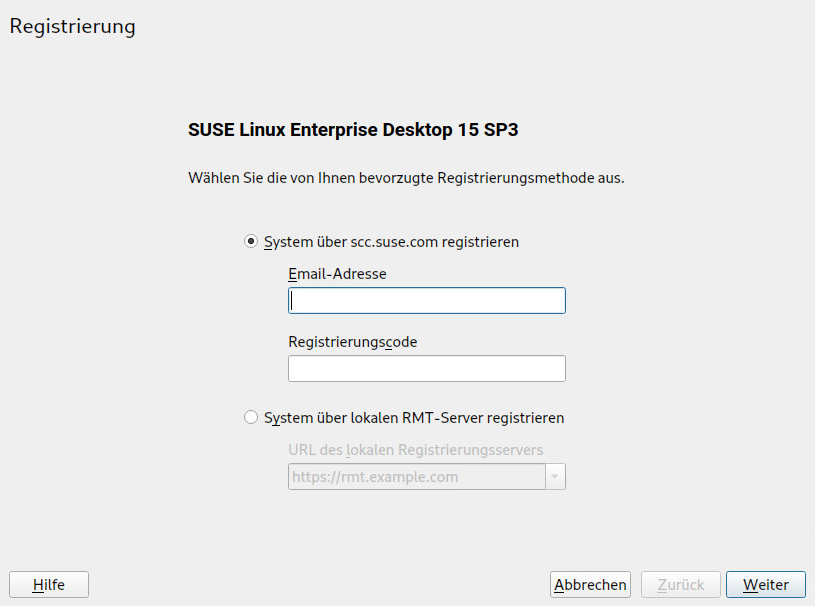 Registrierung
SUSE Linux Enterprise Desktop 15 SP3
Wählen Sie die von Ihnen bevorzugte Registrierungsmethode aus.
System über scc.suse.com registrieren
Email-Adresse
Registrierungscode
System über lokalen RMT-Server registrieren
URL des lokalen Registrierungsservers
https://rmt.example.com
Hilfe Abbrechen Zurück Weiter